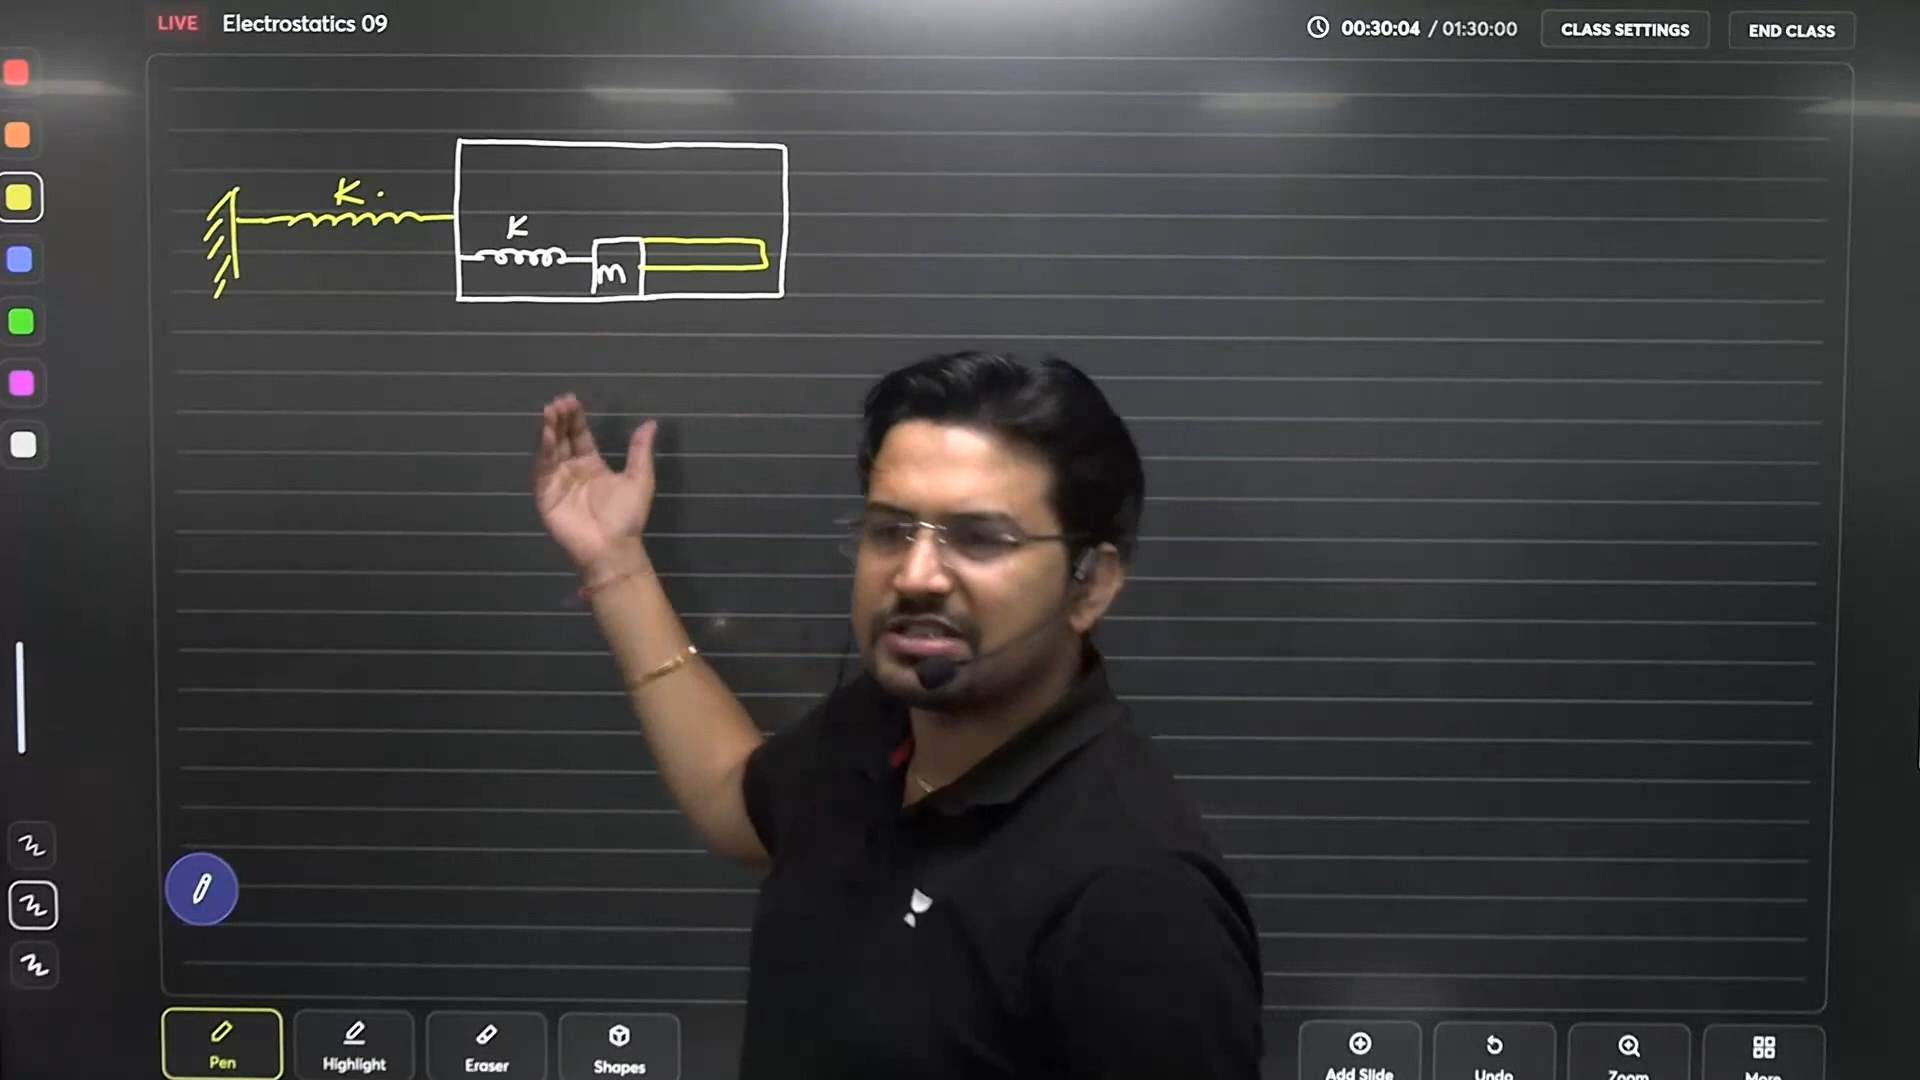 LIVE Electrostatics 09 00:30:04 / 01:30:00 CLASS SETTINGS END CLASS
K
K
m
Pen Highlight Eraser Shapes Add Slide Undo Zoom More